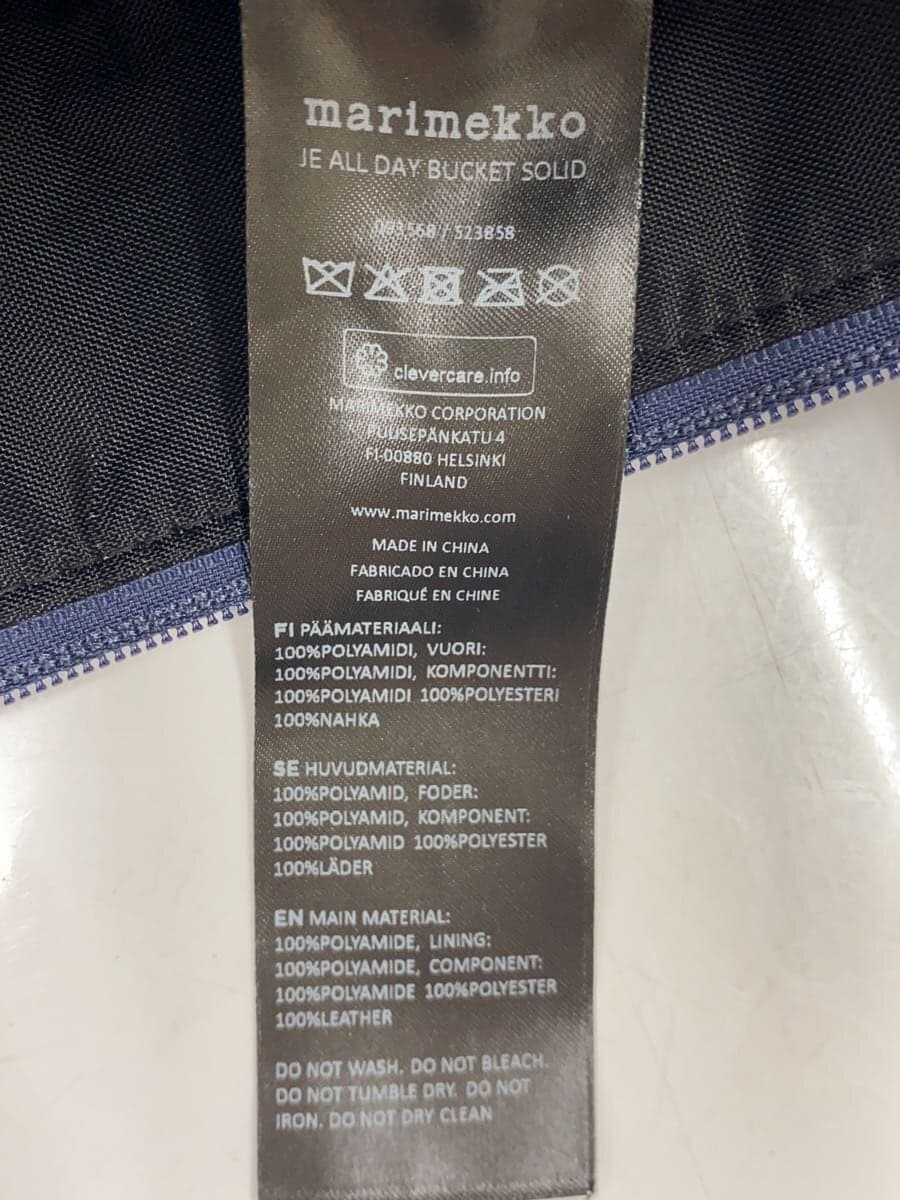 marimekko
JE ALL DAY BUCKET SOLID
093568 / 523858
clevercare.info
MARIMEKKO CORPORATION
PUUSEPÄNKATU 4
FI-00880 HELSINKI
FINLAND
www.marimekko.com
MADE IN CHINA
FABRICADO EN CHINA
FABRIQUÉ EN CHINE
FI PÄÄMATERIAALI:
100%POLYAMIDI, VUORI:
100%POLYAMIDI, KOMPONENTTI:
100%POLYAMIDI 100%POLYESTERI
100%NAHKA
SE HUVUDMATERIAL:
100%POLYAMID, FODER:
100%POLYAMID, KOMPONENT:
100%POLYAMID 100%POLYESTER
100%LÄDER
EN MAIN MATERIAL:
100%POLYAMIDE, LINING:
100%POLYAMIDE, COMPONENT:
100%POLYAMIDE 100%POLYESTER
100%LEATHER
DO NOT WASH. DO NOT BLEACH.
DO NOT TUMBLE DRY. DO NOT
IRON. DO NOT DRY CLEAN